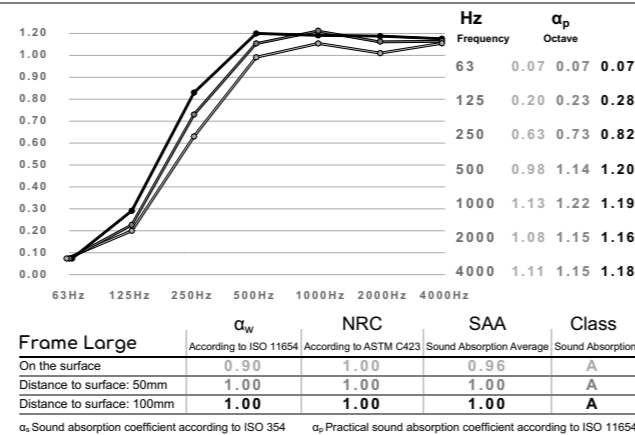 Hz αp
Frequency Octave
1.20
1.00
0.90
0.80
0.70
0.60
0.50
0.40
0.30
0.20
0.10
0.00
63Hz 125Hz 250Hz 500Hz 1000Hz 2000Hz 4000Hz
63 0.07 0.07 0.07
125 0.20 0.23 0.28
250 0.63 0.73 0.82
500 0.98 1.14 1.20
1000 1.13 1.22 1.19
2000 1.08 1.15 1.16
4000 1.11 1.15 1.18
αw NRC SAA Class
Frame Large According to ISO 11654 According to ASTM C423 Sound Absorption Average Sound Absorption
On the surface 0.90 1.00 0.96 A
Distance to surface: 50mm 1.00 1.00 1.00 A
Distance to surface: 100mm 1.00 1.00 1.00 A
αs Sound absorption coefficient according to ISO 354 αp Practical sound absorption coefficient according to ISO 11654